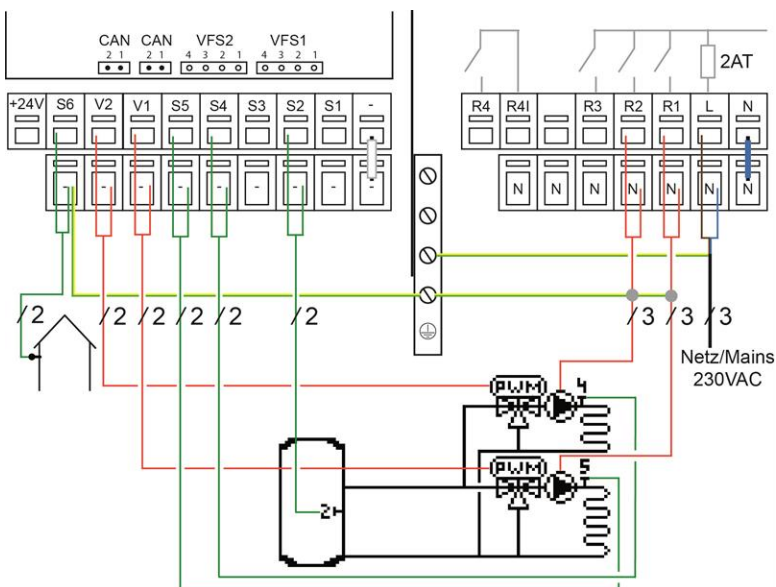 CAN CAN VFS2 VFS1
2 1 2 1 4 3 2 1 4 3 2 1
2AT
+24V S6 V2 V1 S5 S4 S3 S2 S1 -
R4 R4I R3 R2 R1 L N
- - - - - - - - -
N N N N N N N
/2 /2 /2 /2 /2 /2
/3 /3 /3
Netz/Mains
230VAC
PWM 4
PWM 5
2